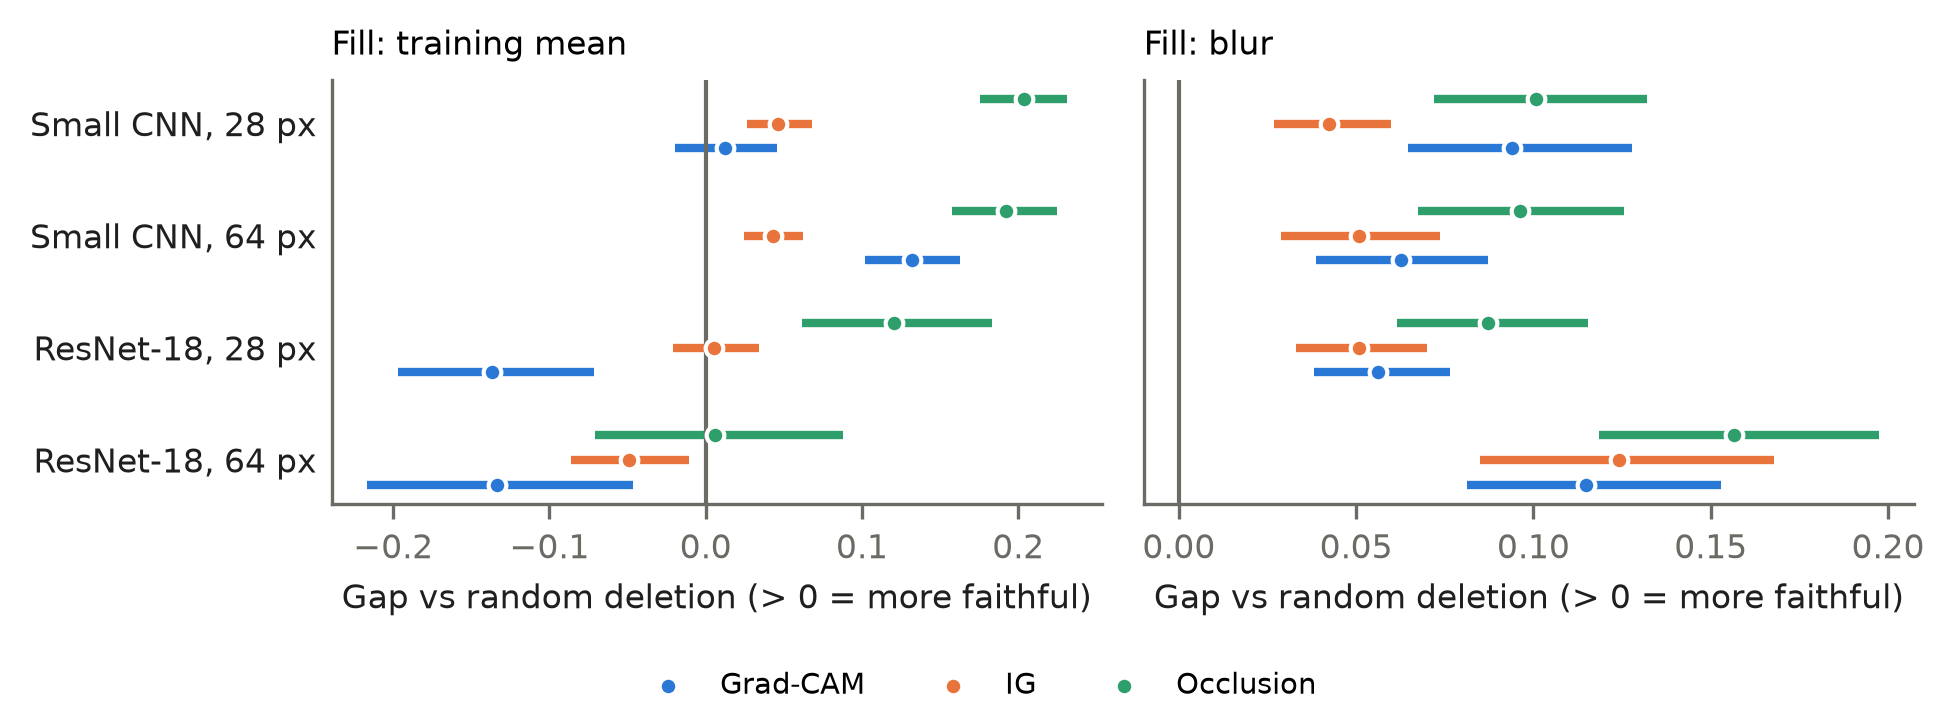 Fill: training mean
Fill: blur
Small CNN, 28 px
Small CNN, 64 px
ResNet-18, 28 px
ResNet-18, 64 px
−0.2 −0.1 0.0 0.1 0.2
0.00 0.05 0.10 0.15 0.20
Gap vs random deletion (> 0 = more faithful)
Gap vs random deletion (> 0 = more faithful)
Grad-CAM IG Occlusion